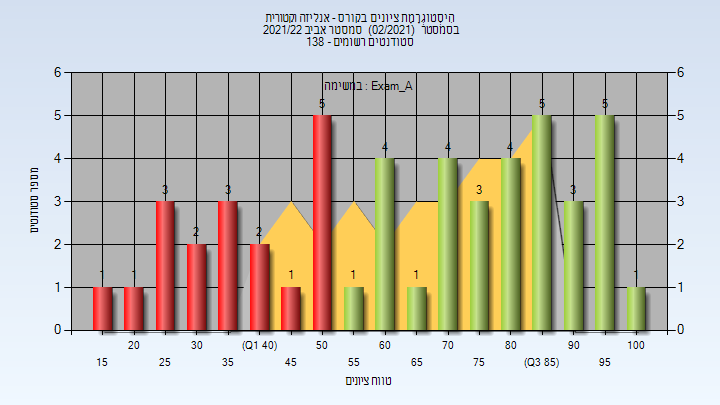 היסטוגרמת ציונים בקורס - אנליזה וקטורית
בסמסטר (02/2021) סמסטר אביב 2021/22
סטודנטים רשומים - 138
במשימה : Exam_A
מספר סטודנטים
6 6
5 5
4 4
3 3
2 2
1 1
0 0
1 1 3 2 3 2 1 5 1 4 1 4 3 4 5 3 5 1
20 30 (Q1 40) 50 60 70 80 90 100
15 25 35 45 55 65 75 (Q3 85) 95
טווח ציונים